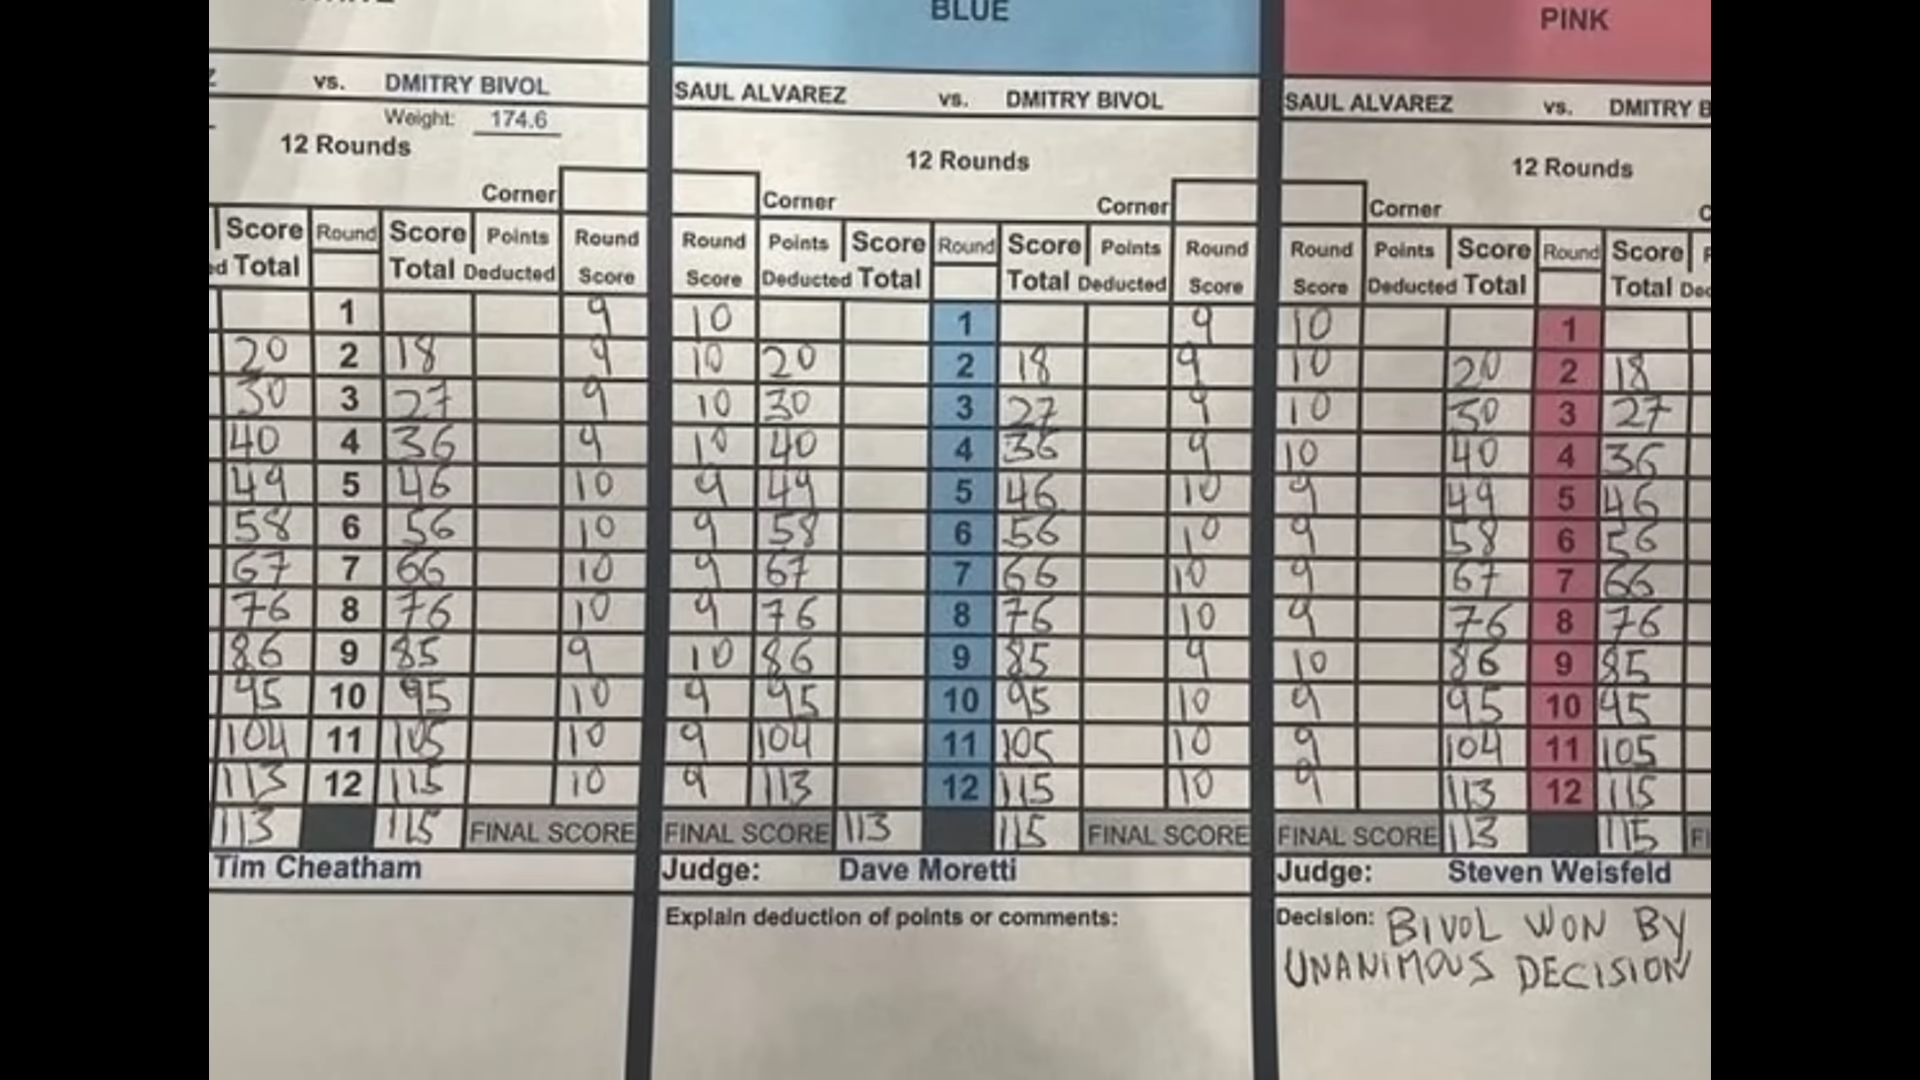 BLUE
PINK
vs. DMITRY BIVOL SAUL ALVAREZ vs. DMITRY BIVOL SAUL ALVAREZ vs. DMITRY B
Weight: 174.6
12 Rounds 12 Rounds 12 Rounds
Corner Corner Corner Corner
Score Round Score Points Round Round Points Score Round Score Points Round Round Points Score Round Score
ed Total Total Deducted Score Score Deducted Total Total Deducted Score Score Deducted Total Total Dec
1 9 10 1 9 10 1
20 2 18 9 10 20 2 18 9 10 20 2 18
30 3 27 9 10 30 3 27 9 10 30 3 27
40 4 36 9 10 40 4 36 9 10 40 4 36
49 5 46 10 9 49 5 46 10 9 49 5 46
58 6 56 10 9 58 6 56 10 9 58 6 56
67 7 66 10 9 67 7 66 10 9 67 7 66
76 8 76 10 9 76 8 76 10 9 76 8 76
86 9 85 9 10 86 9 85 9 10 86 9 85
95 10 95 10 9 95 10 95 10 9 95 10 95
104 11 105 10 9 104 11 105 10 9 104 11 105
113 12 115 10 9 113 12 115 10 9 113 12 115
113 115 FINAL SCORE FINAL SCORE 113 115 FINAL SCORE FINAL SCORE 113 115 FI
Tim Cheatham Judge: Dave Moretti Judge: Steven Weisfeld
Explain deduction of points or comments: Decision: BIVOL WON BY
UNANIMOUS DECISION